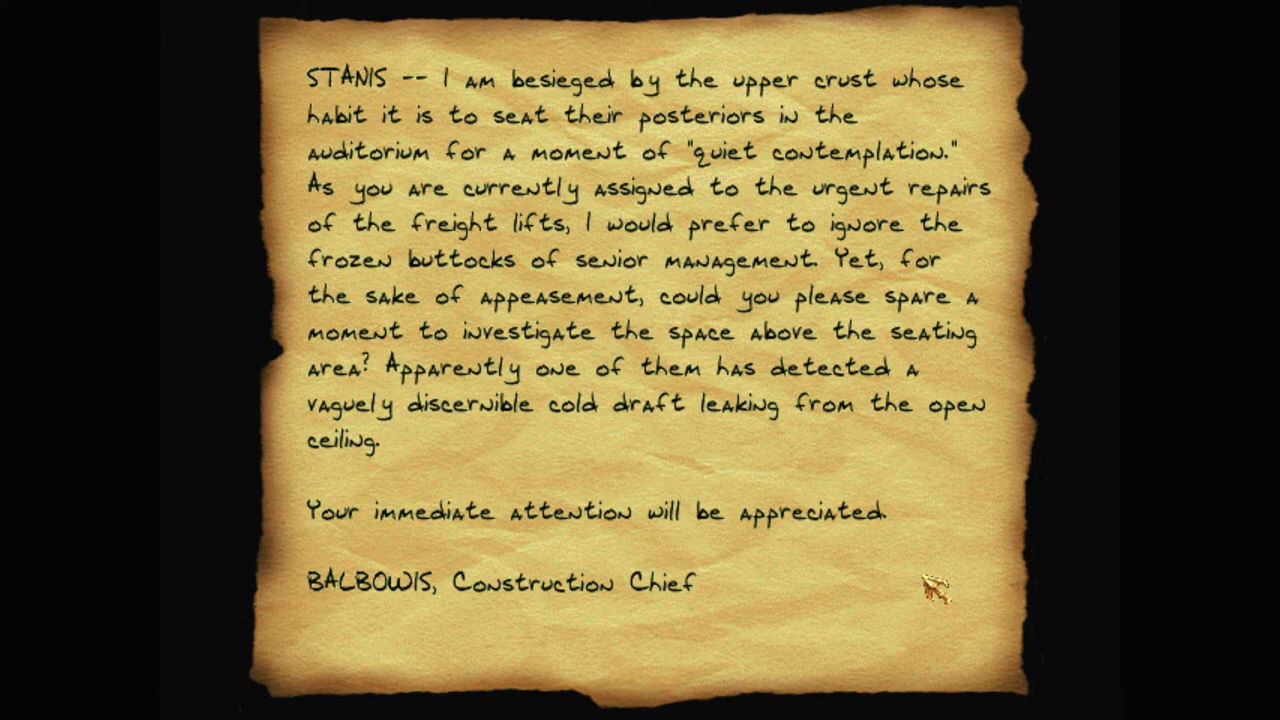 STANIS -- I am besieged by the upper crust whose
habit it is to seat their posteriors in the
auditorium for a moment of "quiet contemplation."
As you are currently assigned to the urgent repairs
of the freight lifts, I would prefer to ignore the
frozen buttocks of senior management. Yet, for
the sake of appeasement, could you please spare a
moment to investigate the space above the seating
area? Apparently one of them has detected a
vaguely discernible cold draft leaking from the open
ceiling.
Your immediate attention will be appreciated.
BALBOWIS, Construction Chief